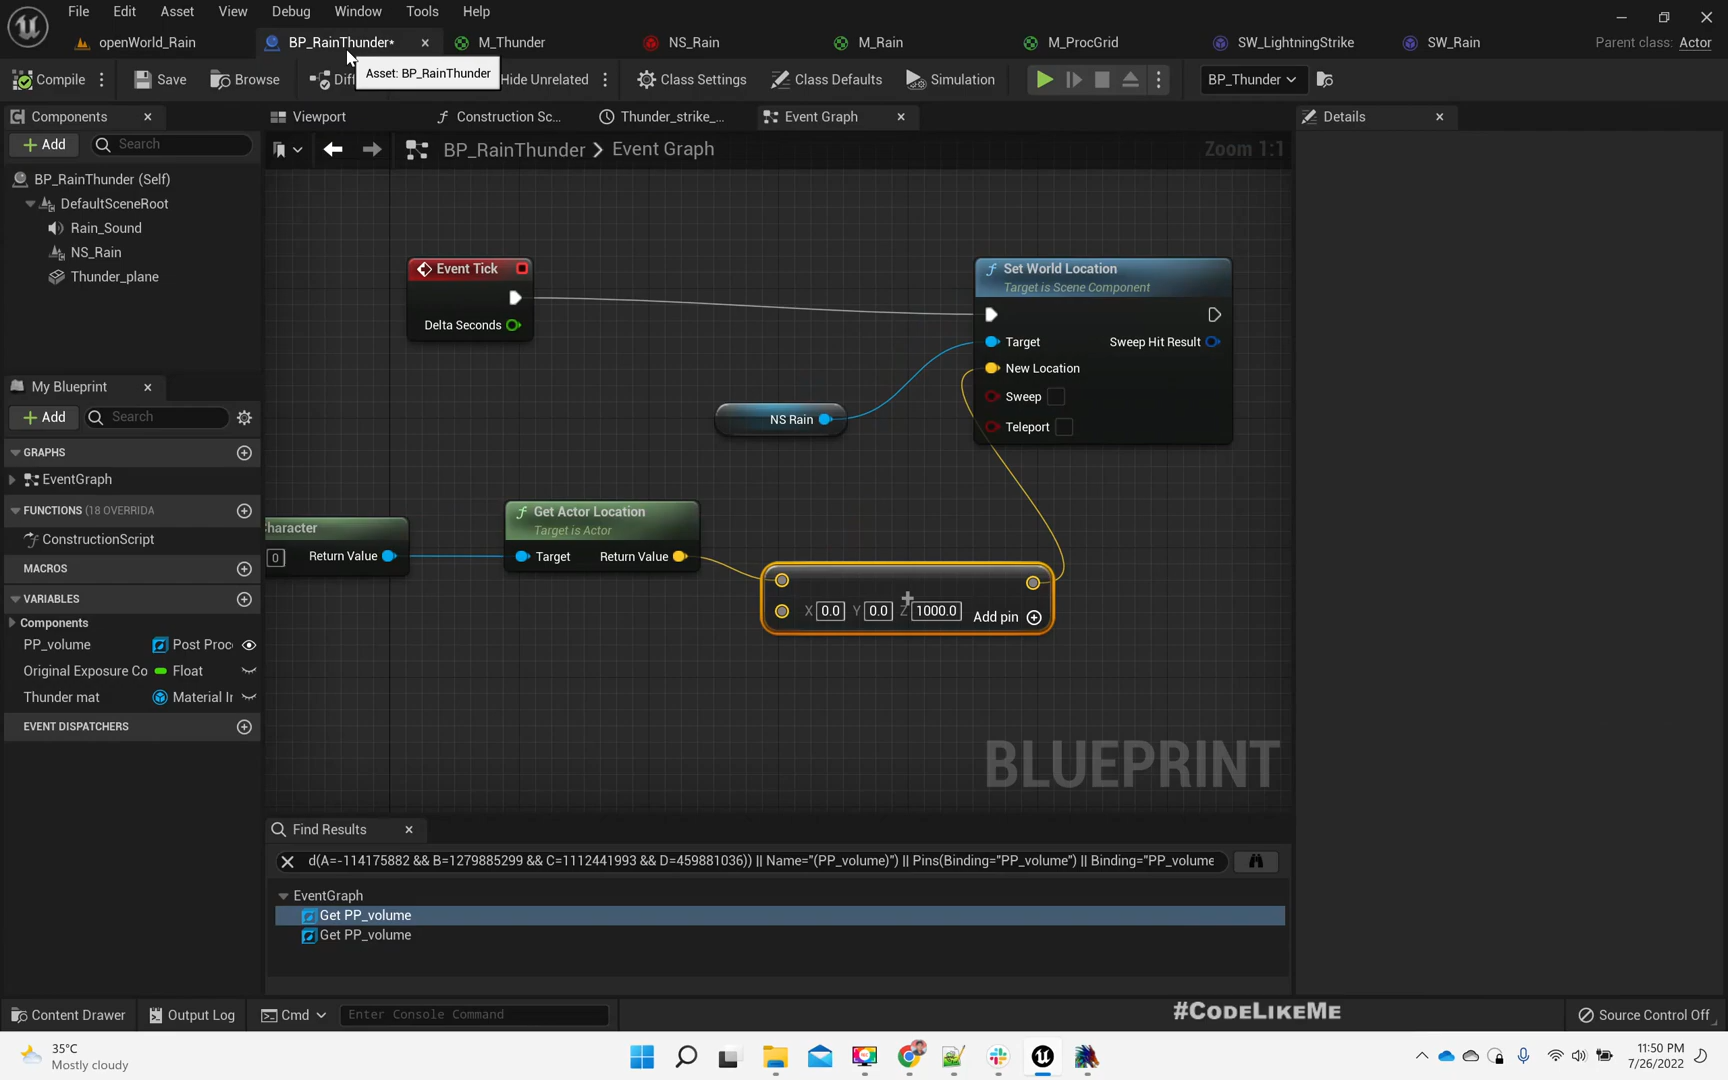 File Edit Asset View Debug Window Tools Help
openWorld_Rain BP_RainThunder* M_Thunder NS_Rain M_Rain M_ProcGrid SW_LightningStrike SW_Rain Parent class: Actor
Compile Save Browse Diff Hide Unrelated Class Settings Class Defaults Simulation BP_Thunder
Asset: BP_RainThunder
Components Viewport Construction Sc... Thunder_strike_... Event Graph Details
Add Search BP_RainThunder > Event Graph Zoom 1:1
BP_RainThunder (Self)
DefaultSceneRoot
Rain_Sound
NS_Rain
Thunder_plane
Event Tick
Delta Seconds
Set World Location
Target is Scene Component
Target Sweep Hit Result
New Location
Sweep
Teleport
NS Rain
My Blueprint
Add Search
GRAPHS
EventGraph
FUNCTIONS (18 OVERRIDA
ConstructionScript
MACROS
VARIABLES
Components
PP_volume Post Proc
Original Exposure Co Float
Thunder mat Material Ir
EVENT DISPATCHERS
haracter
0 Return Value
Get Actor Location
Target is Actor
Target Return Value
X 0.0 Y 0.0 Z 1000.0 Add pin
BLUEPRINT
Find Results
d(A=-114175882 && B=1279885299 && C=1112441993 && D=459881036)) || Name="(PP_volume)") || Pins(Binding="PP_volume") || Binding="PP_volume
EventGraph
Get PP_volume
Get PP_volume
Content Drawer Output Log Cmd Enter Console Command #CODELIKEME Source Control Off
35°C
Mostly cloudy
11:50 PM
7/26/2022